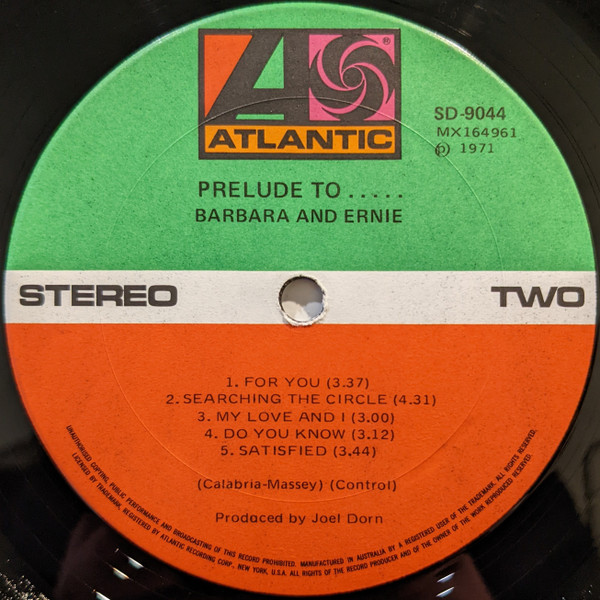 ATLANTIC
®
SD-9044
MX164961
℗ 1971
PRELUDE TO .....
BARBARA AND ERNIE
STEREO
TWO
1. FOR YOU (3.37)
2. SEARCHING THE CIRCLE (4.31)
3. MY LOVE AND I (3.00)
4. DO YOU KNOW (3.12)
5. SATISFIED (3.44)
(Calabria-Massey) (Control)
Produced by Joel Dorn
UNAUTHORISED COPYING, PUBLIC PERFORMANCE AND BROADCASTING OF THIS RECORD PROHIBITED. MANUFACTURED IN AUSTRALIA BY A REGISTERED USER OF THE TRADEMARK. ALL RIGHTS RESERVED.
LICENSED BY TRADEMARK, REGISTERED BY ATLANTIC RECORDING CORP., NEW YORK, U.S.A. ALL RIGHTS OF THE RECORD PRODUCER AND OF THE OWNER OF THE WORK REPRODUCED RESERVED.